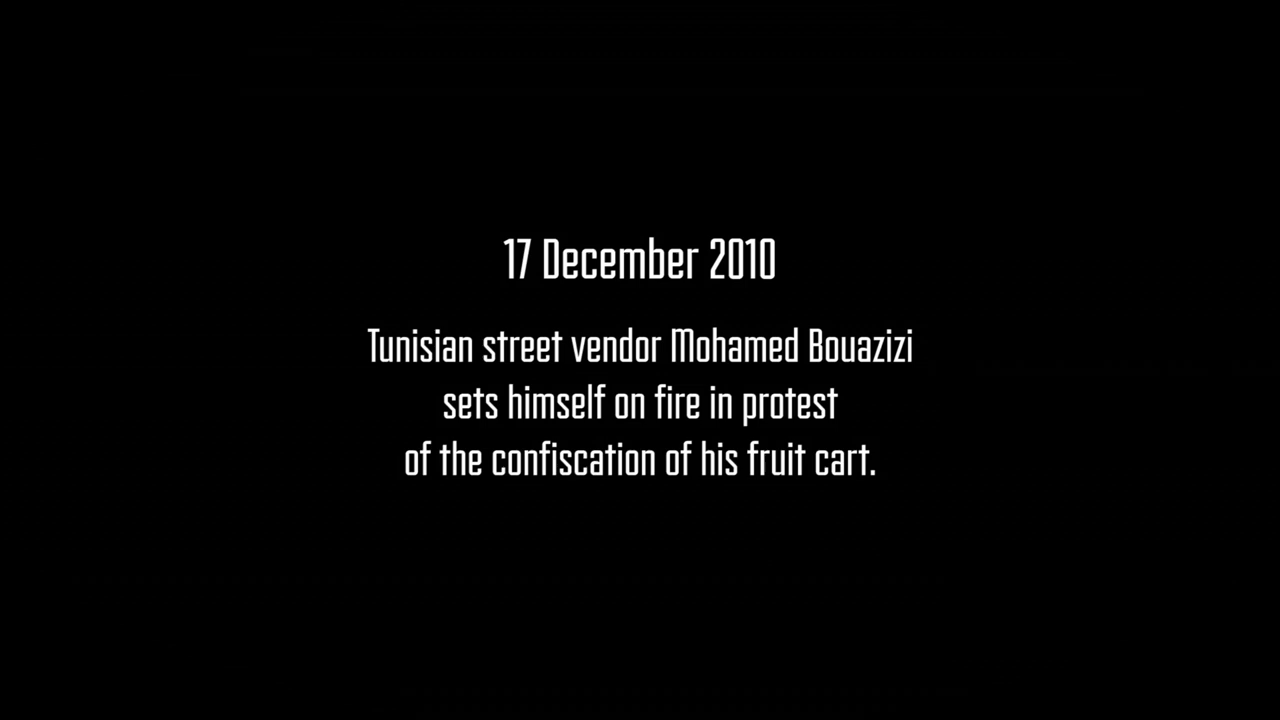 17 December 2010
Tunisian street vendor Mohamed Bouazizi
sets himself on fire in protest
of the confiscation of his fruit cart.